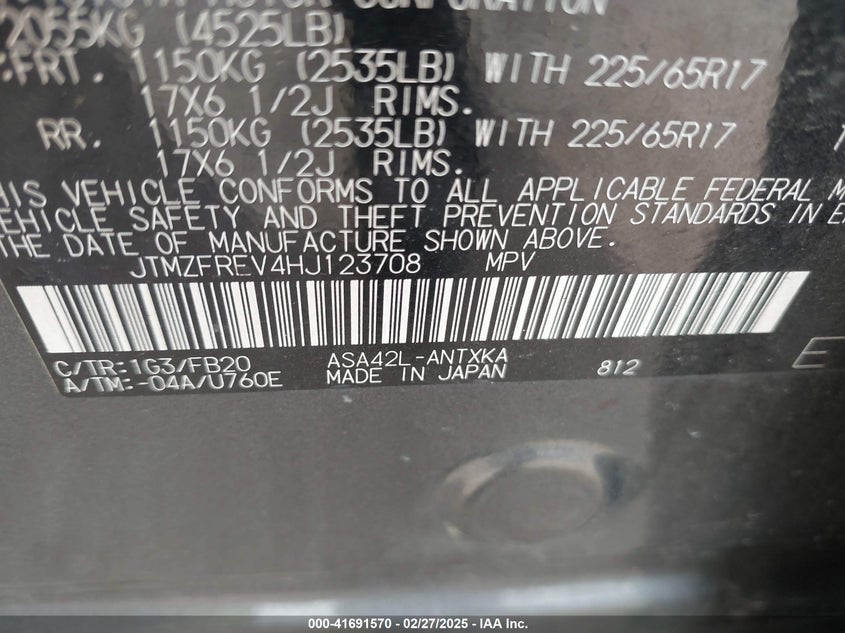 CORPORATION
2055KG (4525LB)
FRT. 1150KG (2535LB) WITH 225/65R17
17X6 1/2J RIMS.
RR. 1150KG (2535LB) WITH 225/65R17
17X6 1/2J RIMS.
VEHICLE CONFORMS TO ALL APPLICABLE FEDERAL
VEHICLE SAFETY AND THEFT PREVENTION STANDARDS IN
THE DATE OF MANUFACTURE SHOWN ABOVE.
JTMZFREV4HJ123708 MPV
C/TR:1G3/FB20 ASA42L-ANTXKA
A/TM:-04A/U760E MADE IN JAPAN 812
000-41691570 — 02/27/2025 — IAA Inc.